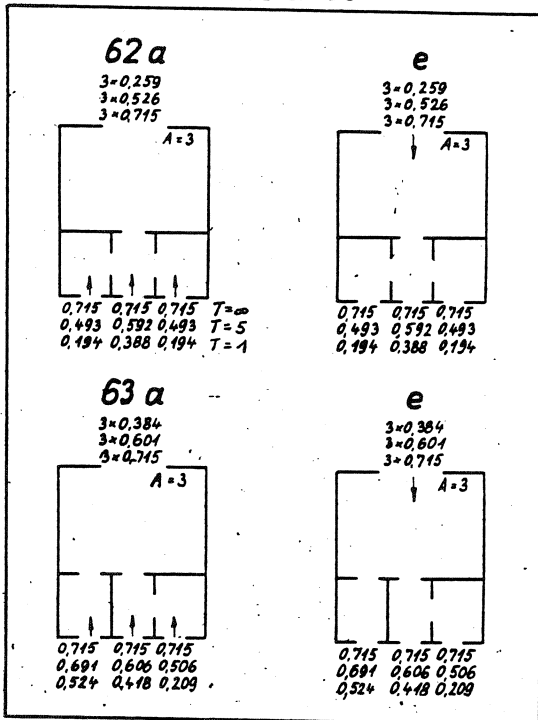 62 a
3×0,259
3×0,526
3×0,715
A=3
0,715 0,715 0,715 T=∞
0,493 0,592 0,493 T=5
0,194 0,388 0,194 T=1
e
3×0,259
3×0,526
3×0,715
A=3
0,715 0,715 0,715
0,493 0,592 0,493
0,194 0,388 0,194
63 a
3×0,384
3×0,601
3×0,715
A=3
0,715 0,715 0,715
0,691 0,606 0,506
0,524 0,418 0,209
e
3×0,384
3×0,601
3×0,715
A=3
0,715 0,715 0,715
0,691 0,606 0,506
0,524 0,418 0,209